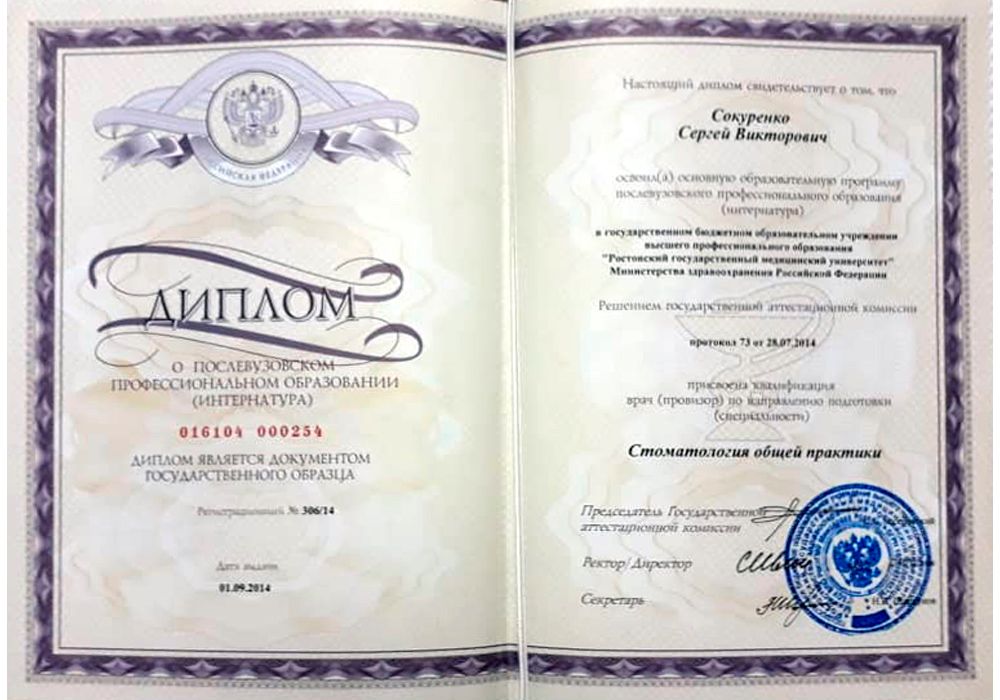 РОССИЙСКАЯ ФЕДЕРАЦИЯ
ДИПЛОМ
О ПОСЛЕВУЗОВСКОМ
ПРОФЕССИОНАЛЬНОМ ОБРАЗОВАНИИ
(ИНТЕРНАТУРА)
016104 000254
ДИПЛОМ ЯВЛЯЕТСЯ ДОКУМЕНТОМ
ГОСУДАРСТВЕННОГО ОБРАЗЦА
Регистрационный № 306/14
Дата выдачи
01.09.2014
Настоящий диплом свидетельствует о том, что
Сокуренко
Сергей Викторович
освоил(а) основную образовательную программу
послевузовского профессионального образования
(интернатура)
в государственном бюджетном образовательном учреждении
высшего профессионального образования
"Ростовский государственный медицинский университет"
Министерства здравоохранения Российской Федерации
Решением государственной аттестационной комиссии
протокол 73 от 28.07.2014
присвоена квалификация
врач (провизор) по направлению подготовки
(специальности)
Стоматология общей практики
Председатель Государственной
аттестационной комиссии
Ректор/Директор
Секретарь